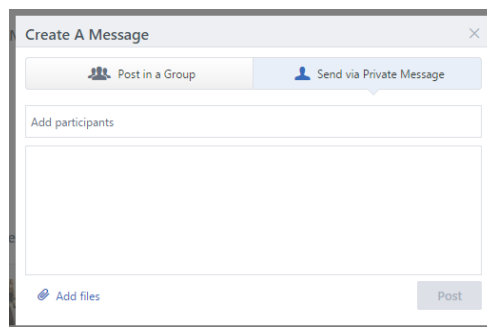 Create A Message
Post in a Group
Send via Private Message
Add participants
Add files
Post